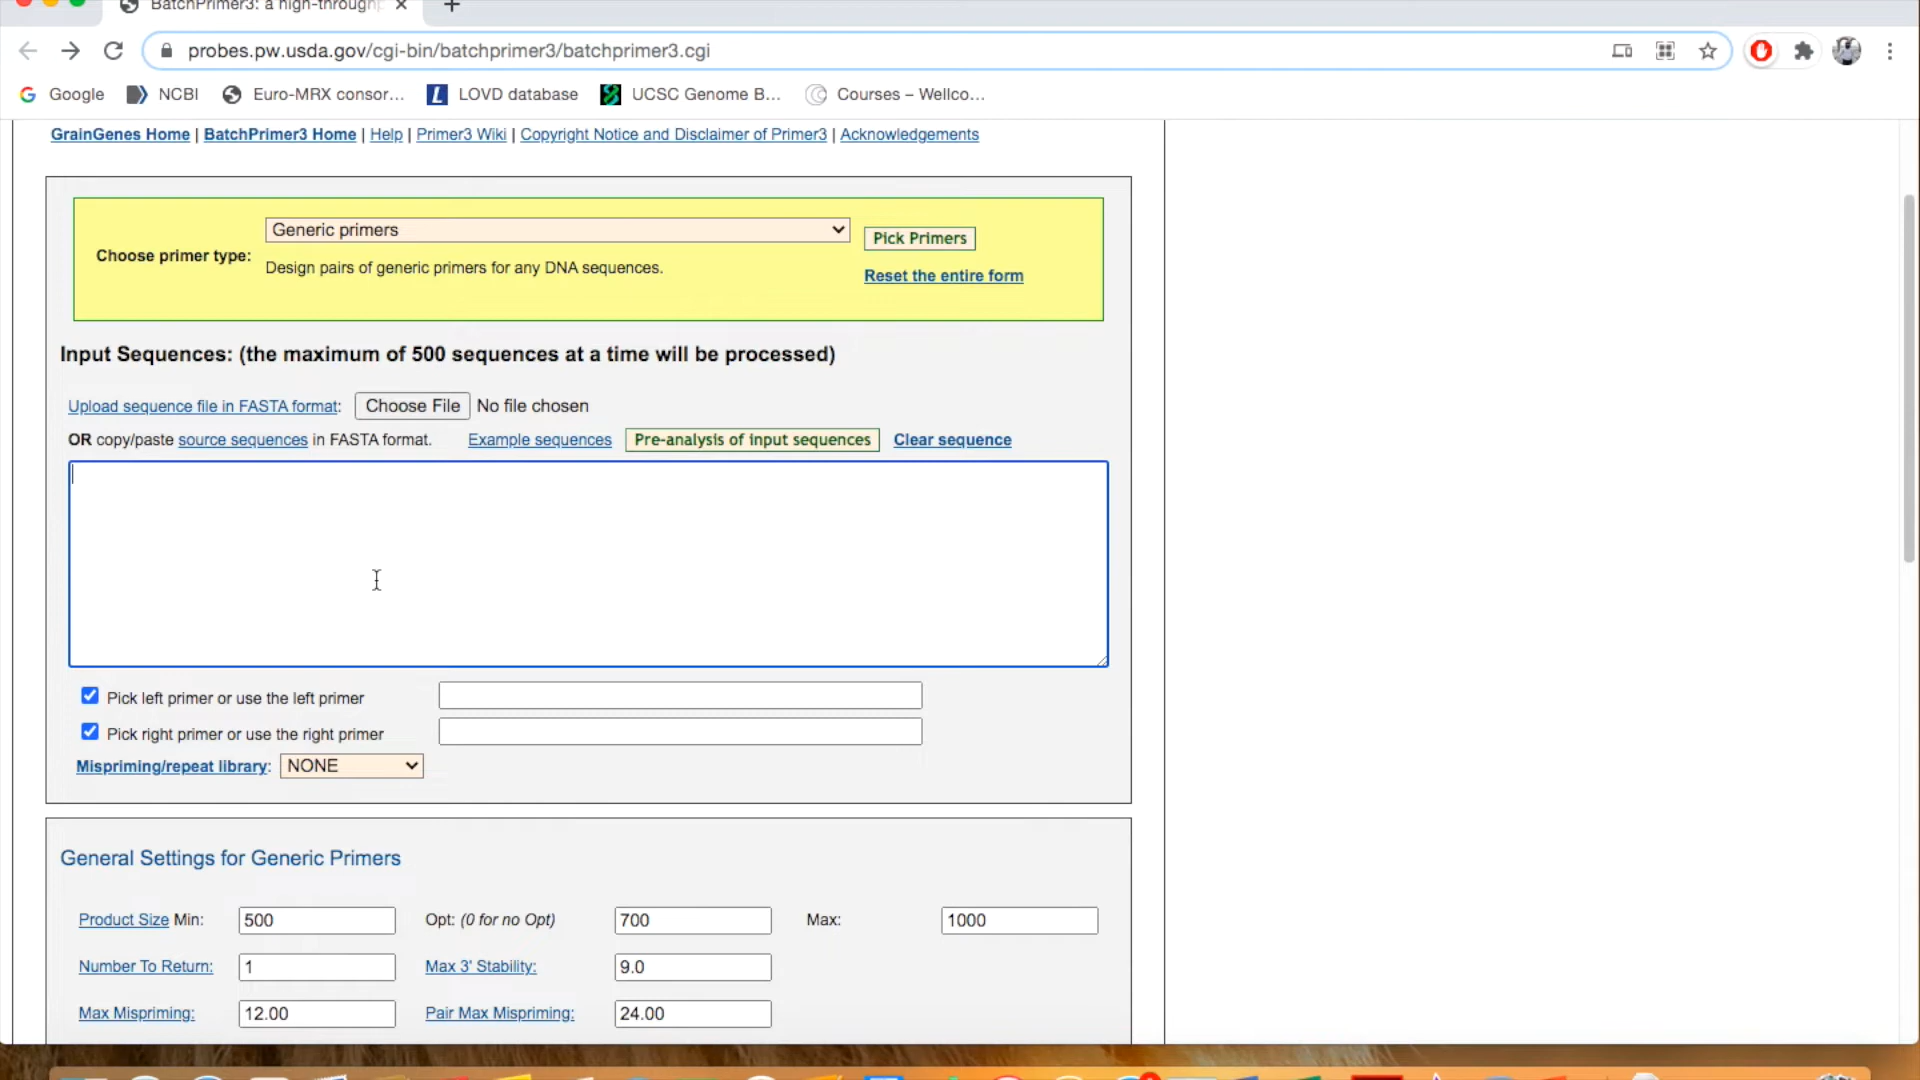 BatchPrimer3: a high-throughp
probes.pw.usda.gov/cgi-bin/batchprimer3/batchprimer3.cgi
Google NCBI Euro-MRX consor... LOVD database UCSC Genome B... Courses – Wellco...
GrainGenes Home | BatchPrimer3 Home | Help | Primer3 Wiki | Copyright Notice and Disclaimer of Primer3 | Acknowledgements
Choose primer type: Generic primers Pick Primers
Design pairs of generic primers for any DNA sequences. Reset the entire form
Input Sequences: (the maximum of 500 sequences at a time will be processed)
Upload sequence file in FASTA format: Choose File No file chosen
OR copy/paste source sequences in FASTA format. Example sequences Pre-analysis of input sequences Clear sequence
Pick left primer or use the left primer
Pick right primer or use the right primer
Mispriming/repeat library: NONE
General Settings for Generic Primers
Product Size Min: 500 Opt: (0 for no Opt) 700 Max: 1000
Number To Return: 1 Max 3' Stability: 9.0
Max Mispriming: 12.00 Pair Max Mispriming: 24.00